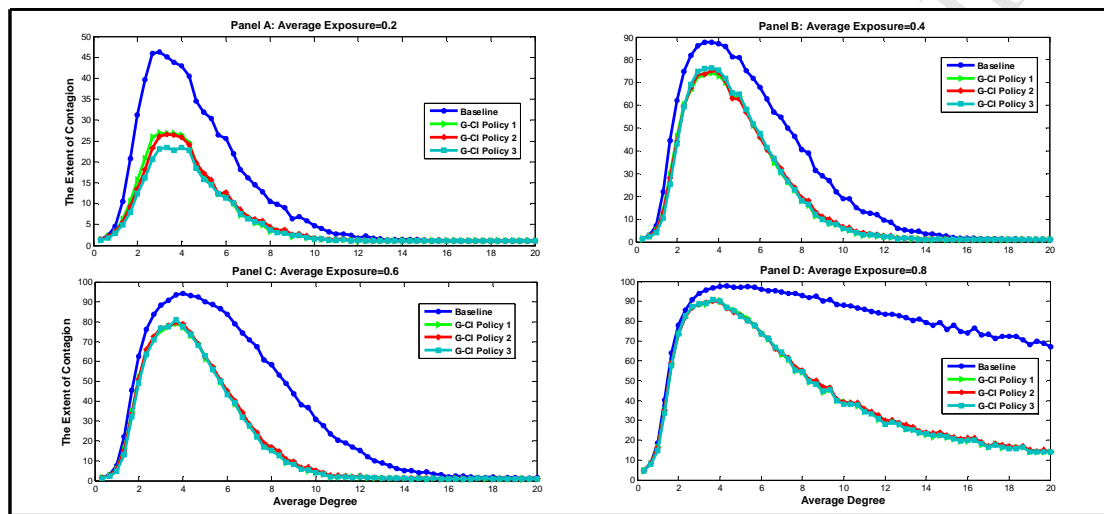 Panel A: Average Exposure=0.2
The Extent of Contagion
50
45
40
35
30
25
20
15
10
5
0
0 2 4 6 8 10 12 14 16 18 20
Baseline
G-CI Policy 1
G-CI Policy 2
G-CI Policy 3
Panel B: Average Exposure=0.4
90
80
70
60
50
40
30
20
10
0
0 2 4 6 8 10 12 14 16 18 20
Baseline
G-CI Policy 1
G-CI Policy 2
G-CI Policy 3
Panel C: Average Exposure=0.6
The Extent of Contagion
100
90
80
70
60
50
40
30
20
10
0
0 2 4 6 8 10 12 14 16 18 20
Average Degree
Baseline
G-CI Policy 1
G-CI Policy 2
G-CI Policy 3
Panel D: Average Exposure=0.8
100
90
80
70
60
50
40
30
20
10
0
0 2 4 6 8 10 12 14 16 18 20
Average Degree
Baseline
G-CI Policy 1
G-CI Policy 2
G-CI Policy 3